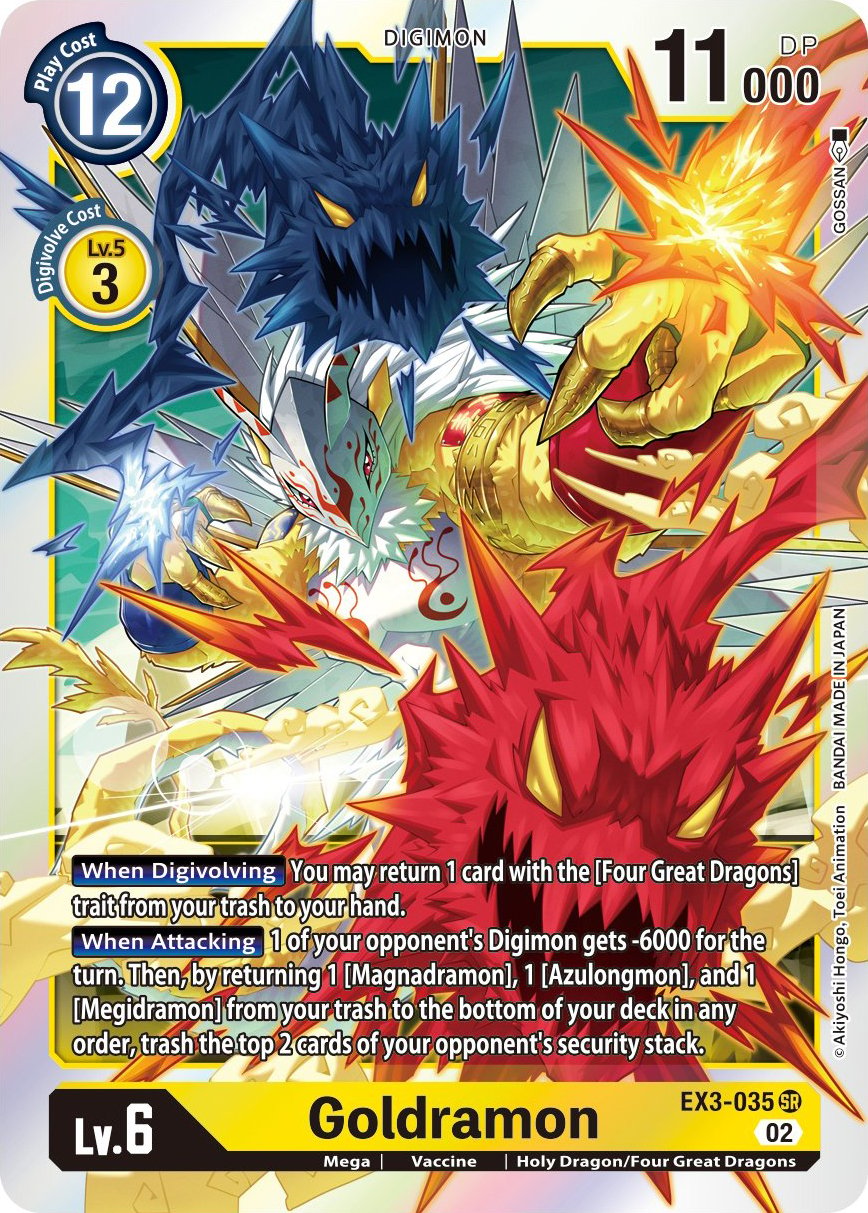 DIGIMON
Play Cost
12
11000
DP
Digivolve Cost
Lv.5
3
GOSSAN
BANDAI MADE IN JAPAN
© Akiyoshi Hongo, Toei Animation
When Digivolving You may return 1 card with the [Four Great Dragons]
trait from your trash to your hand.
When Attacking 1 of your opponent's Digimon gets -6000 for the
turn. Then, by returning 1 [Magnadramon], 1 [Azulongmon], and 1
[Megidramon] from your trash to the bottom of your deck in any
order, trash the top 2 cards of your opponent's security stack.
Lv.6
Goldramon
EX3-035 SR
02
Mega | Vaccine | Holy Dragon/Four Great Dragons